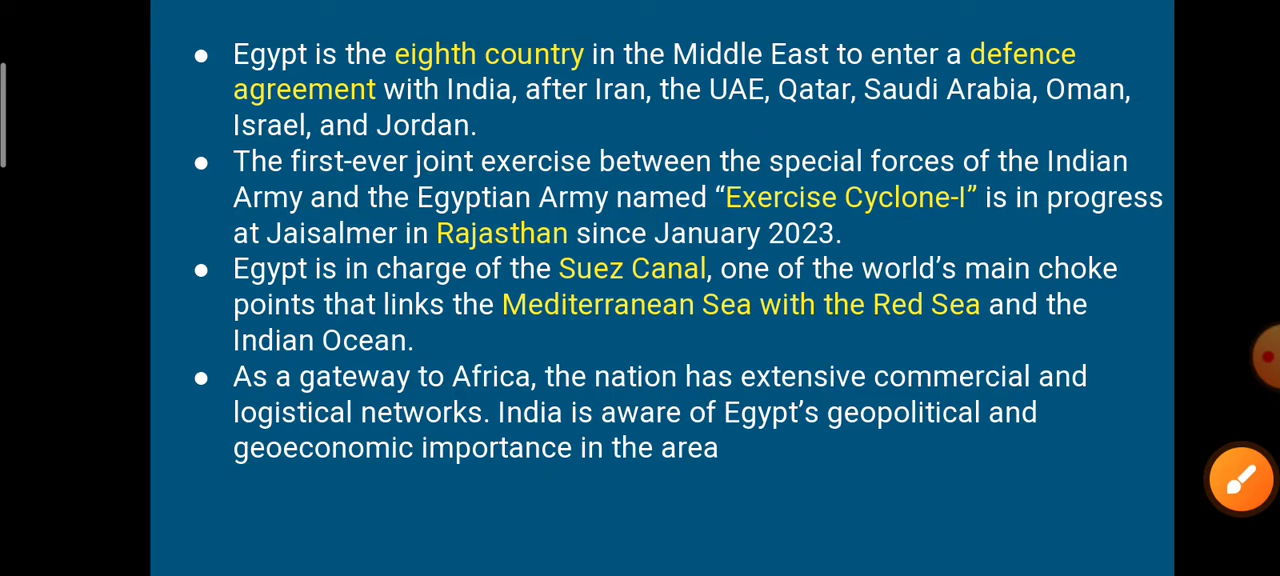 ● Egypt is the eighth country in the Middle East to enter a defence
agreement with India, after Iran, the UAE, Qatar, Saudi Arabia, Oman,
Israel, and Jordan.
● The first-ever joint exercise between the special forces of the Indian
Army and the Egyptian Army named “Exercise Cyclone-I” is in progress
at Jaisalmer in Rajasthan since January 2023.
● Egypt is in charge of the Suez Canal, one of the world’s main choke
points that links the Mediterranean Sea with the Red Sea and the
Indian Ocean.
● As a gateway to Africa, the nation has extensive commercial and
logistical networks. India is aware of Egypt’s geopolitical and
geoeconomic importance in the area